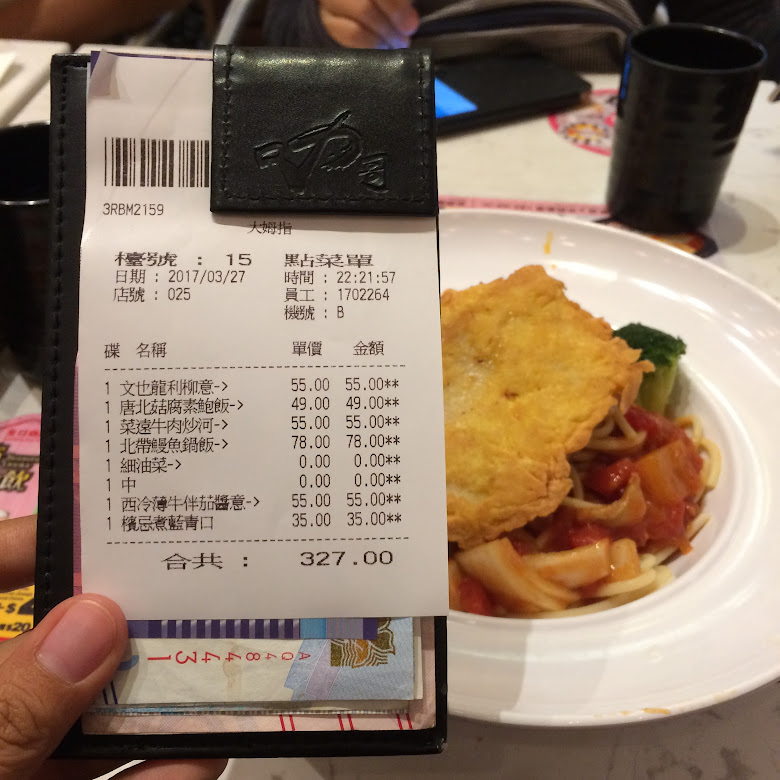 3RBM2159
大姆指
檯號 : 15 點菜單
日期 : 2017/03/27 時間 : 22:21:57
店號 : 025 員工 : 1702264
機號 : B
碟 名稱 單價 金額
1 文也龍利柳意-> 55.00 55.00**
1 唐北菇腐素鮑飯-> 49.00 49.00**
1 菜遠牛肉炒河-> 55.00 55.00**
1 北帶鰻魚鍋飯-> 78.00 78.00**
1 細油菜-> 0.00 0.00**
1 中 0.00 0.00**
1 西冷薄牛伴茄醬意-> 55.00 55.00**
1 檳忌煮藍青口 35.00 35.00**
合共 : 327.00
AQ484431